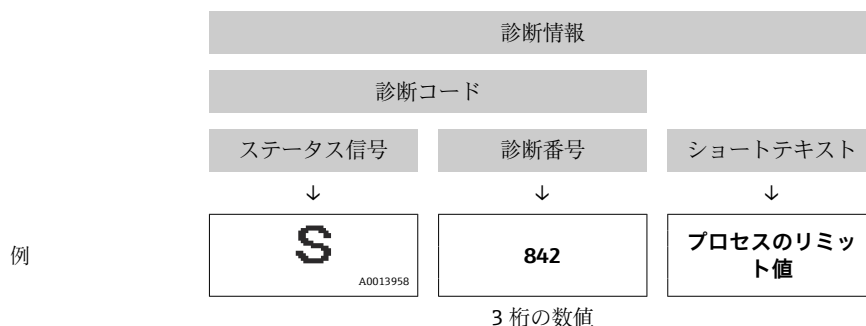 診断情報
診断コード
ステータス信号 診断番号 ショートテキスト
↓ ↓ ↓
例 S 842 プロセスのリミッ
ト値
A0013958
3 桁の数値